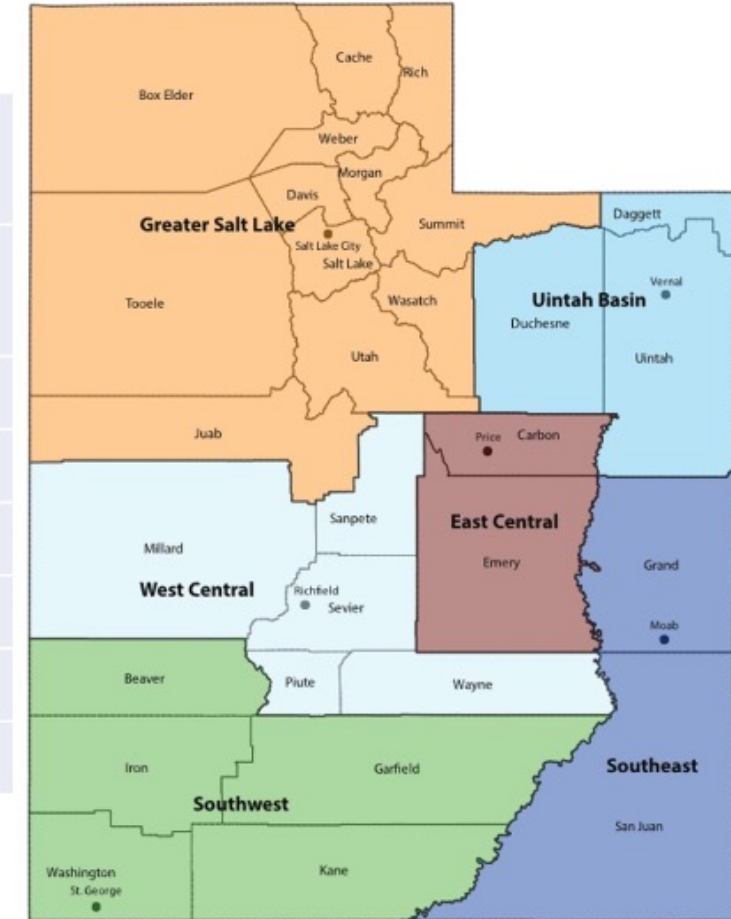 Cache
Rich
Box Elder
Weber
Morgan
Davis
Daggett
Greater Salt Lake
Summit
Salt Lake City
Salt Lake
Vernal
Tooele
Wasatch
Uintah Basin
Duchesne
Utah
Uintah
Juab
Price
Carbon
Sanpete
East Central
Millard
Emery
Grand
West Central
Richfield
Sevier
Moab
Beaver
Piute
Wayne
Iron
Garfield
Southeast
Southwest
San Juan
Washington
Kane
St. George